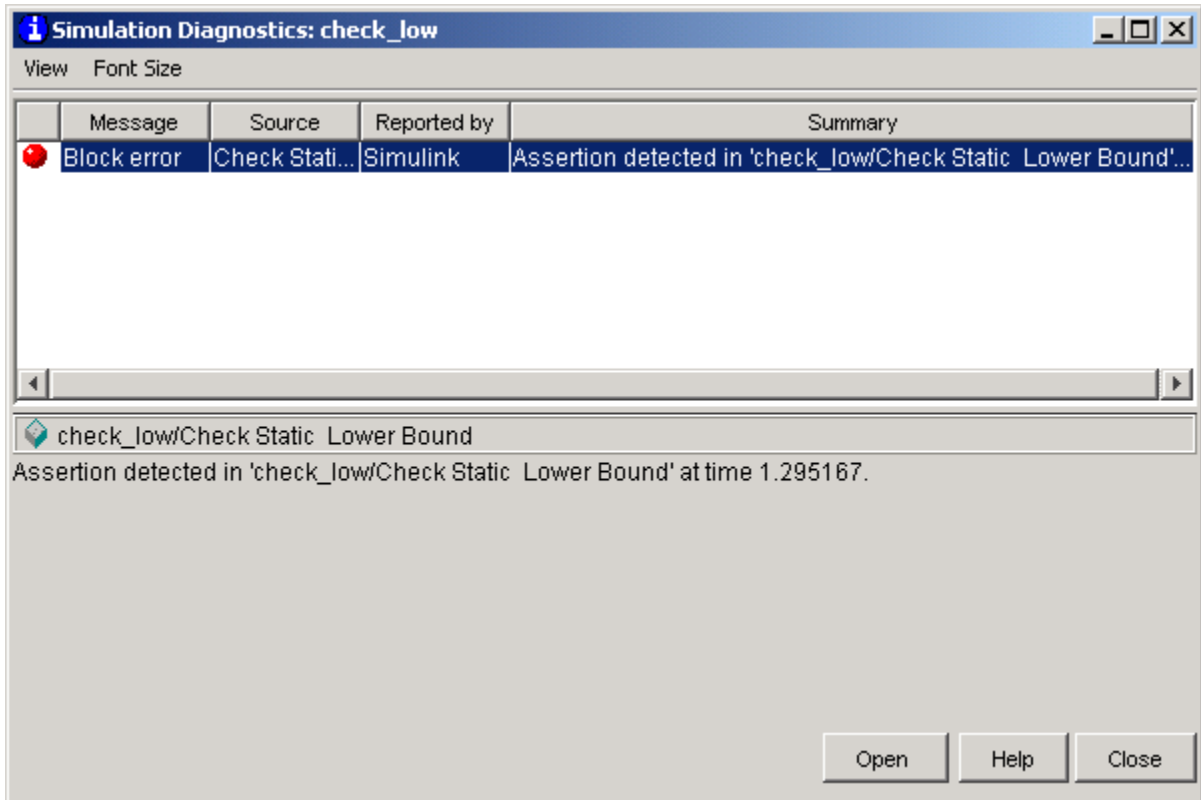 Simulation Diagnostics: check_low
View Font Size
Message Source Reported by Summary
Block error Check Stati... Simulink Assertion detected in 'check_low/Check Static  Lower Bound'...
check_low/Check Static  Lower Bound
Assertion detected in 'check_low/Check Static  Lower Bound' at time 1.295167.
Open Help Close